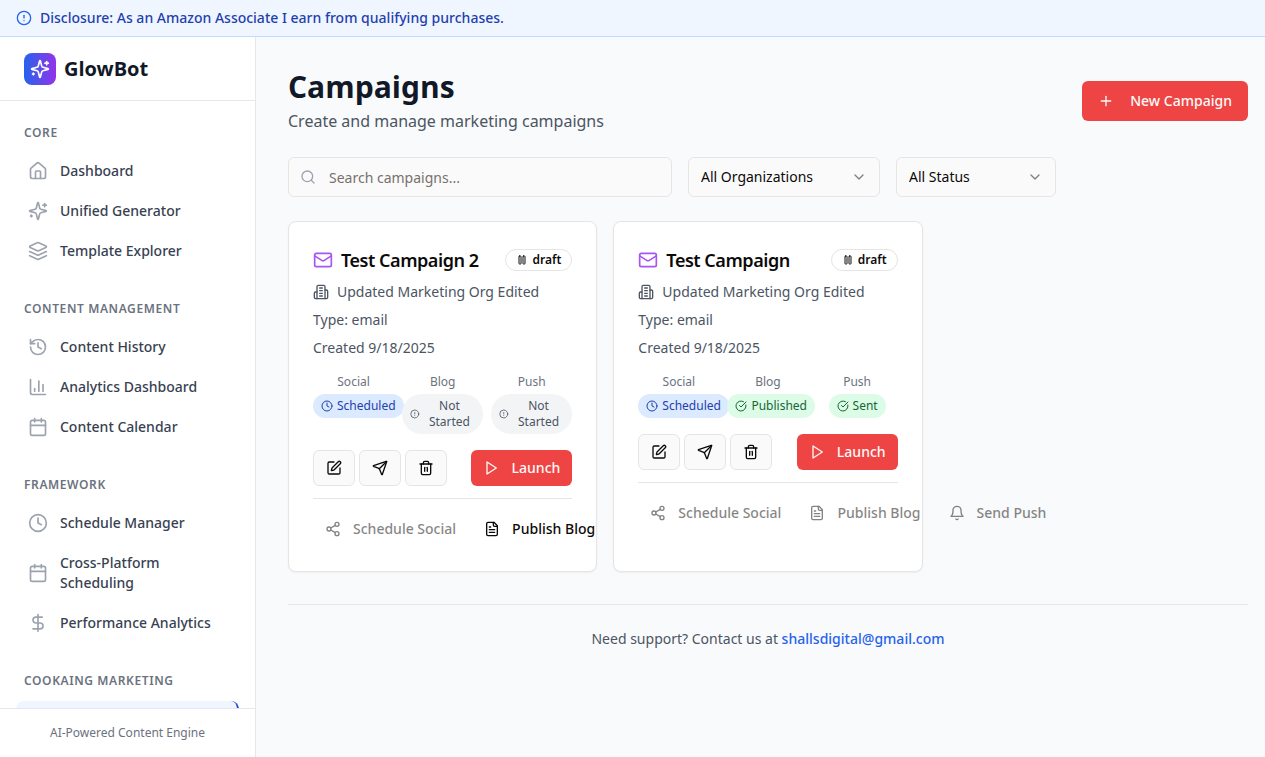 Disclosure: As an Amazon Associate I earn from qualifying purchases.
GlowBot
CORE
Dashboard
Unified Generator
Template Explorer
CONTENT MANAGEMENT
Content History
Analytics Dashboard
Content Calendar
FRAMEWORK
Schedule Manager
Cross-Platform
Scheduling
Performance Analytics
COOKAING MARKETING
AI-Powered Content Engine
Campaigns
Create and manage marketing campaigns
New Campaign
Search campaigns...
All Organizations
All Status
Test Campaign 2
draft
Updated Marketing Org Edited
Type: email
Created 9/18/2025
Social Blog Push
Scheduled
Not
Started
Not
Started
Launch
Schedule Social
Publish Blog
Test Campaign
draft
Updated Marketing Org Edited
Type: email
Created 9/18/2025
Social Blog Push
Scheduled Published Sent
Launch
Schedule Social
Publish Blog
Send Push
Need support? Contact us at shallsdigital@gmail.com